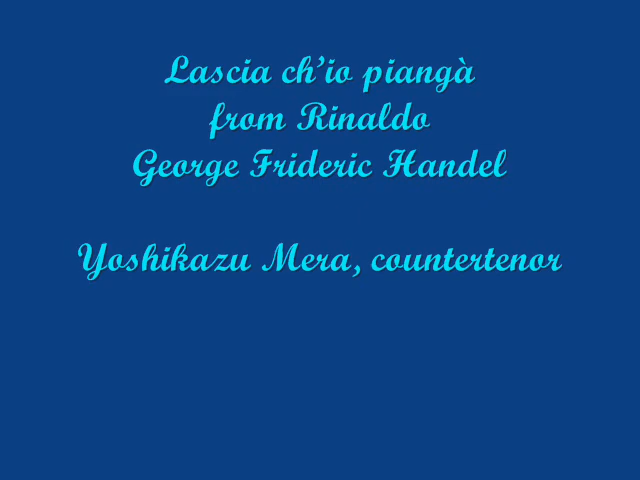 Lascia ch’io piangà
from Rinaldo
George Frideric Handel
Yoshikazu Mera, countertenor